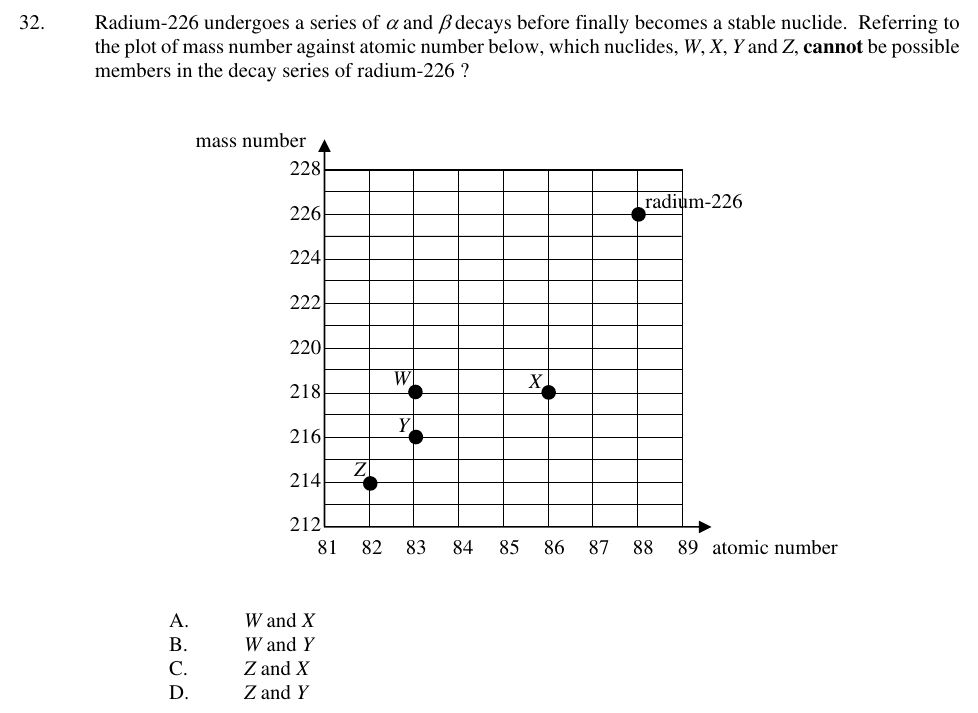 32. Radium-226 undergoes a series of α and β decays before finally becomes a stable nuclide. Referring to
the plot of mass number against atomic number below, which nuclides, W, X, Y and Z, cannot be possible
members in the decay series of radium-226 ?
mass number
228
radium-226
226
224
222
220
W
X
218
Y
216
Z
214
212
81 82 83 84 85 86 87 88 89 atomic number
A. W and X
B. W and Y
C. Z and X
D. Z and Y